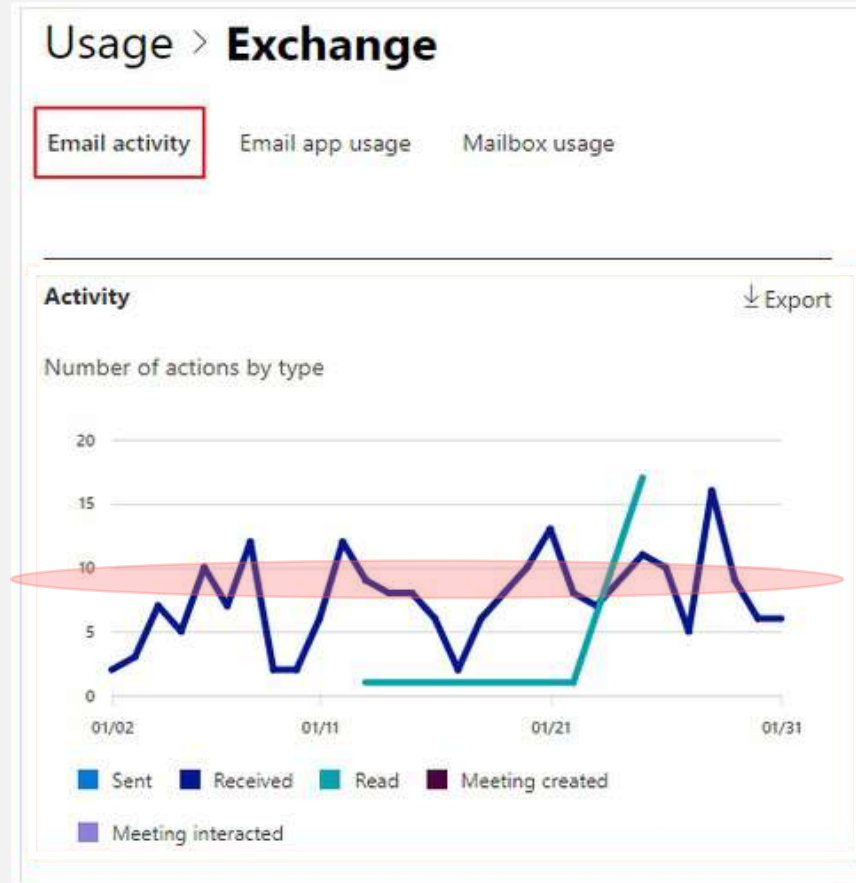 Usage > Exchange
Email activity Email app usage Mailbox usage
Activity Export
Number of actions by type
20
15
10
5
0
01/02 01/11 01/21 01/31
Sent Received Read Meeting created
Meeting interacted